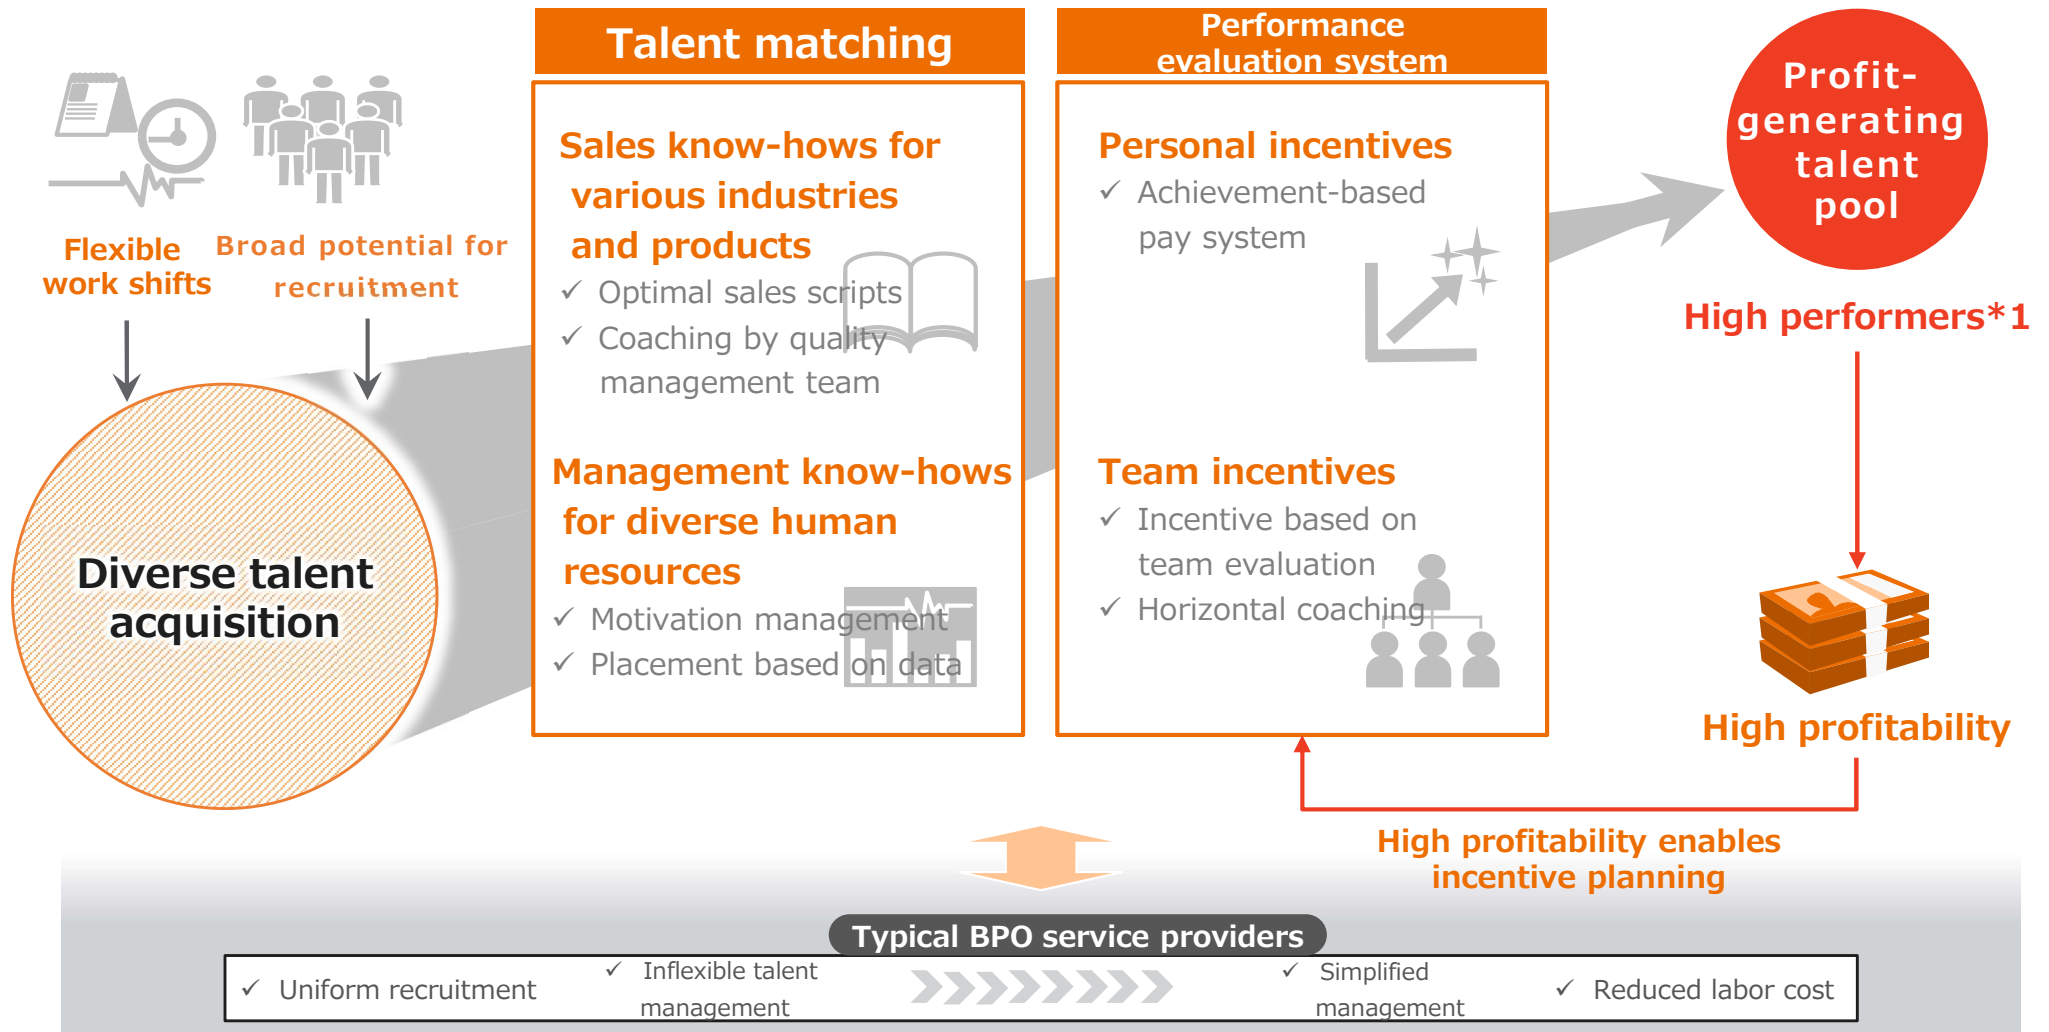 Flexible
work shifts
Broad potential for
recruitment
Diverse talent
acquisition
Talent matching
Sales know-hows for
various industries
and products
✓ Optimal sales scripts
✓ Coaching by quality
management team
Management know-hows
for diverse human
resources
✓ Motivation management
✓ Placement based on data
Performance
evaluation system
Personal incentives
✓ Achievement-based
pay system
Team incentives
✓ Incentive based on
team evaluation
✓ Horizontal coaching
Profit-
generating
talent
pool
High performers*1
High profitability
High profitability enables
incentive planning
Typical BPO service providers
✓ Uniform recruitment
✓ Inflexible talent
management
✓ Simplified
management
✓ Reduced labor cost